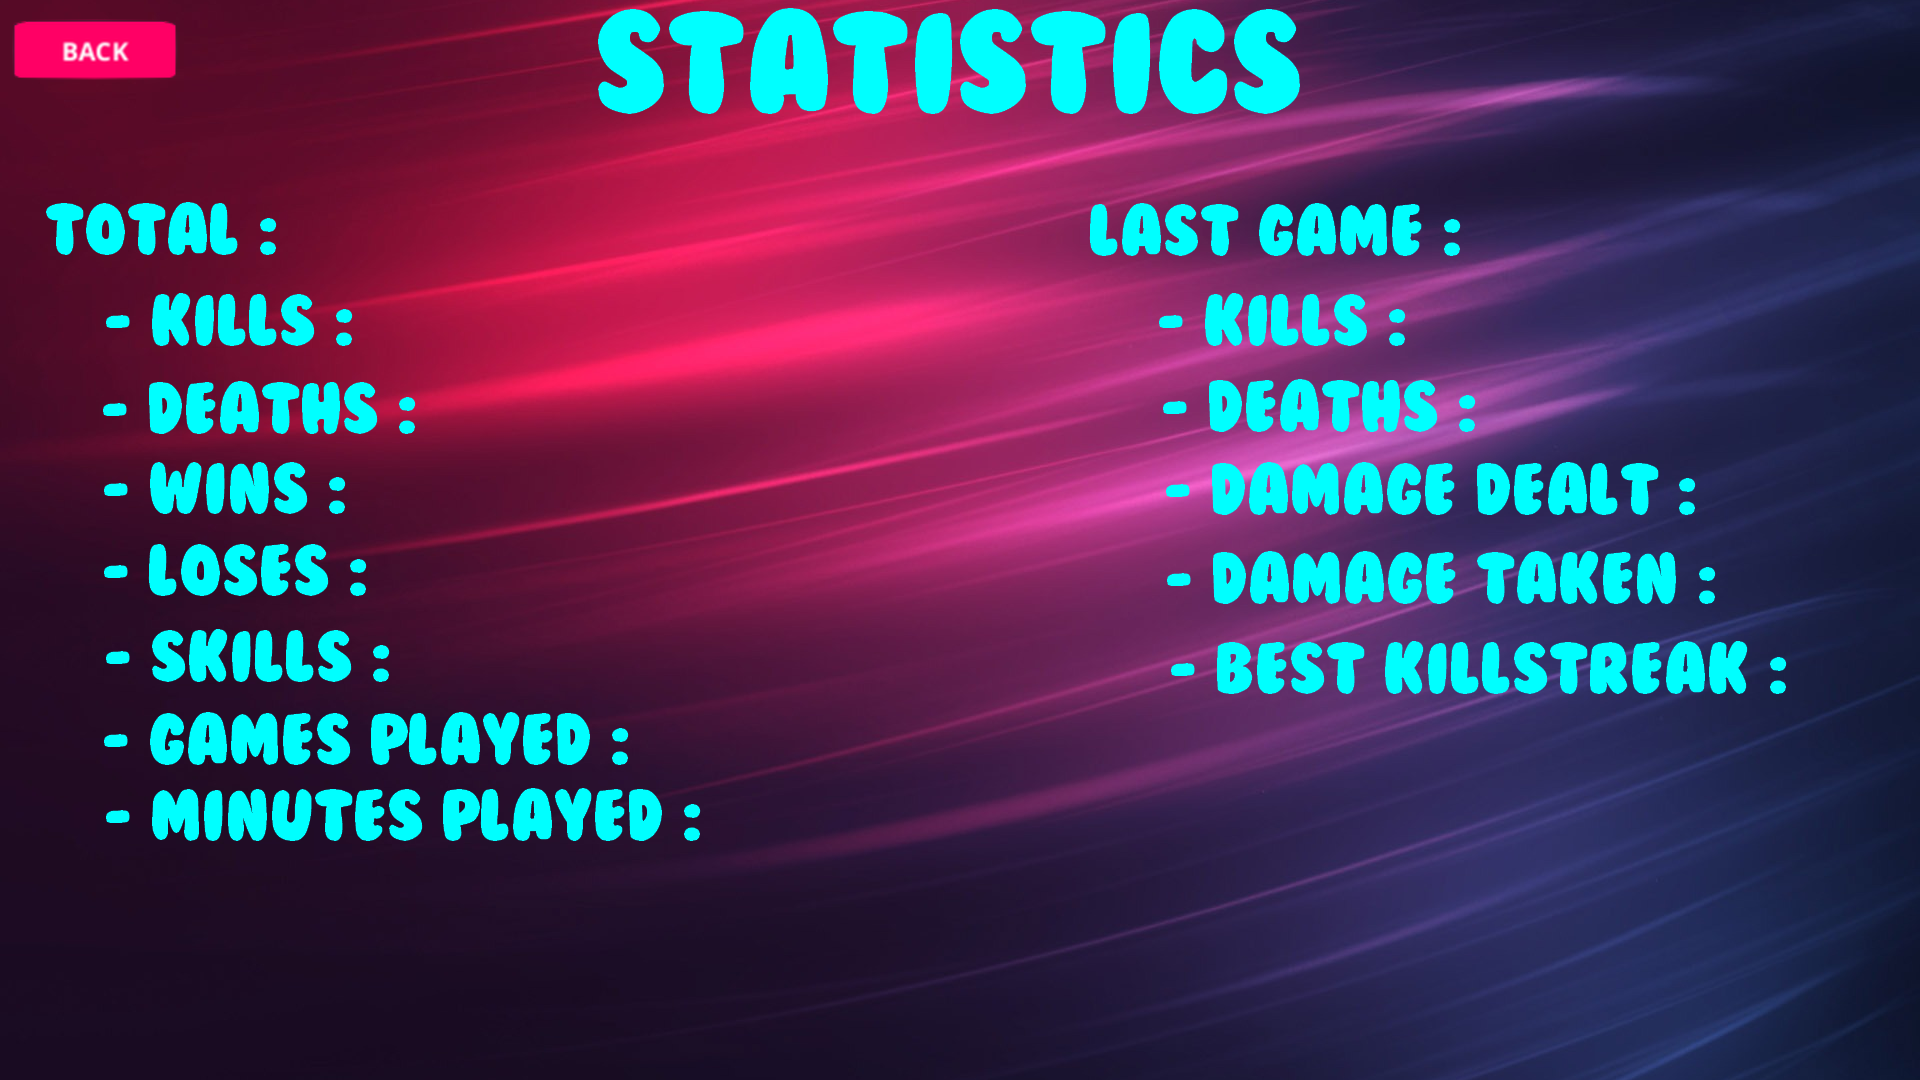 BACK
STATISTICS
TOTAL :
- KILLS :
- DEATHS :
- WINS :
- LOSES :
- SKILLS :
- GAMES PLAYED :
- MINUTES PLAYED :
LAST GAME :
- KILLS :
- DEATHS :
- DAMAGE DEALT :
- DAMAGE TAKEN :
- BEST KILLSTREAK :